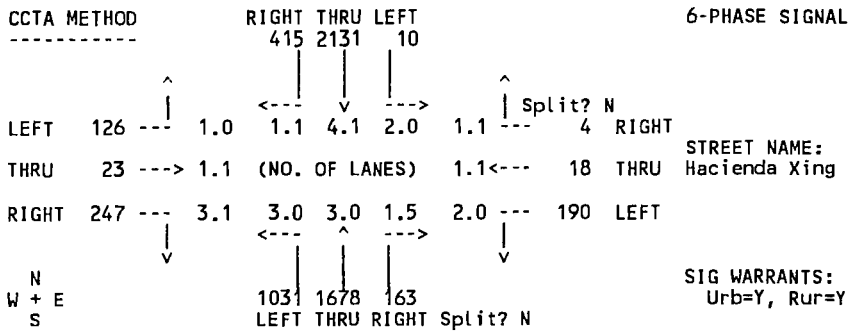 CCTA METHOD RIGHT THRU LEFT 6-PHASE SIGNAL
----------- 415 2131 10
^ ^
<--- v ---> Split? N
LEFT 126 --- 1.0 1.1 4.1 2.0 1.1 --- 4 RIGHT
STREET NAME:
THRU 23 ---> 1.1 (NO. OF LANES) 1.1<--- 18 THRU Hacienda Xing
RIGHT 247 --- 3.1 3.0 3.0 1.5 2.0 --- 190 LEFT
<--- ^ --->
v v
N SIG WARRANTS:
W + E 1031 1678 163 Urb=Y, Rur=Y
S LEFT THRU RIGHT Split? N